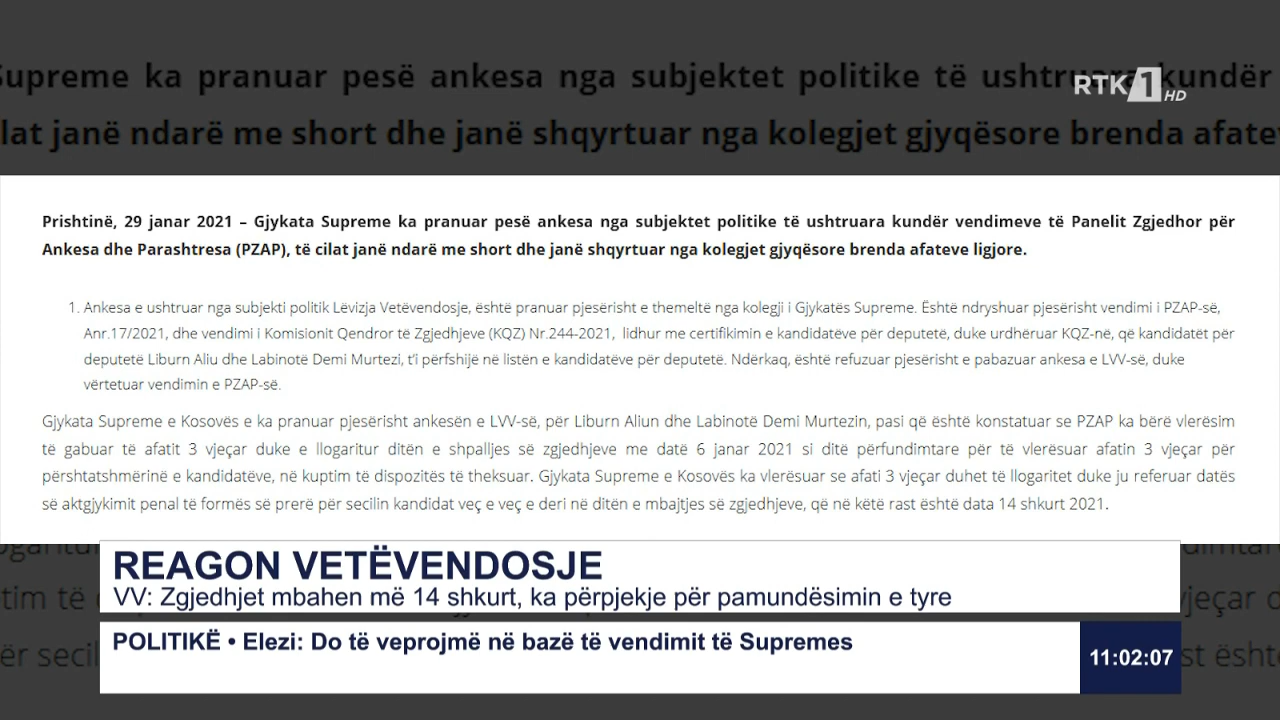 Supreme ka pranuar pesë ankesa nga subjektet politike të ushtruara kundër
RTK 1 HD
janë ndarë me short dhe janë shqyrtuar nga kolegjet gjyqësore brenda
Prishtinë, 29 janar 2021 – Gjykata Supreme ka pranuar pesë ankesa nga subjektet politike të ushtruara kundër vendimeve të Panelit Zgjedhor për
Ankesa dhe Parashtresa (PZAP), të cilat janë ndarë me short dhe janë shqyrtuar nga kolegjet gjyqësore brenda afateve ligjore.
1. Ankesa e ushtruar nga subjekti politik Lëvizja Vetëvendosje, është pranuar pjesërisht e themeltë nga kolegji i Gjykatës Supreme. Është ndryshuar pjesërisht vendimi i PZAP-së,
Anr.17/2021, dhe vendimi i Komisionit Qendror të Zgjedhjeve (KQZ) Nr.244-2021, lidhur me certifikimin e kandidatëve për deputetë, duke urdhëruar KQZ-në, që kandidatët për
deputetë Liburn Aliu dhe Labinotë Demi Murtezi, t’i përfshijë në listën e kandidatëve për deputetë. Ndërkaq, është refuzuar pjesërisht e pabazuar ankesa e LVV-së, duke
vërtetuar vendimin e PZAP-së.
Gjykata Supreme e Kosovës e ka pranuar pjesërisht ankesën e LVV-së, për Liburn Aliun dhe Labinotë Demi Murtezin, pasi që është konstatuar se PZAP ka bërë vlerësim
të gabuar të afatit 3 vjeçar duke e llogaritur ditën e shpalljes së zgjedhjeve me datë 6 janar 2021 si ditë përfundimtare për të vlerësuar afatin 3 vjeçar për
përshtatshmërinë e kandidatëve, në kuptim të dispozitës të theksuar. Gjykata Supreme e Kosovës ka vlerësuar se afati 3 vjeçar duhet të llogaritet duke ju referuar datës
së aktgjykimit penal të formës së prerë për secilin kandidat veç e veç e deri në ditën e mbajtjes së zgjedhjeve, që në këtë rast është data 14 shkurt 2021.
REAGON VETËVENDOSJE
VV: Zgjedhjet mbahen më 14 shkurt, ka përpjekje për pamundësimin e tyre
POLITIKË • Elezi: Do të veprojmë në bazë të vendimit të Supremes
11:02:07